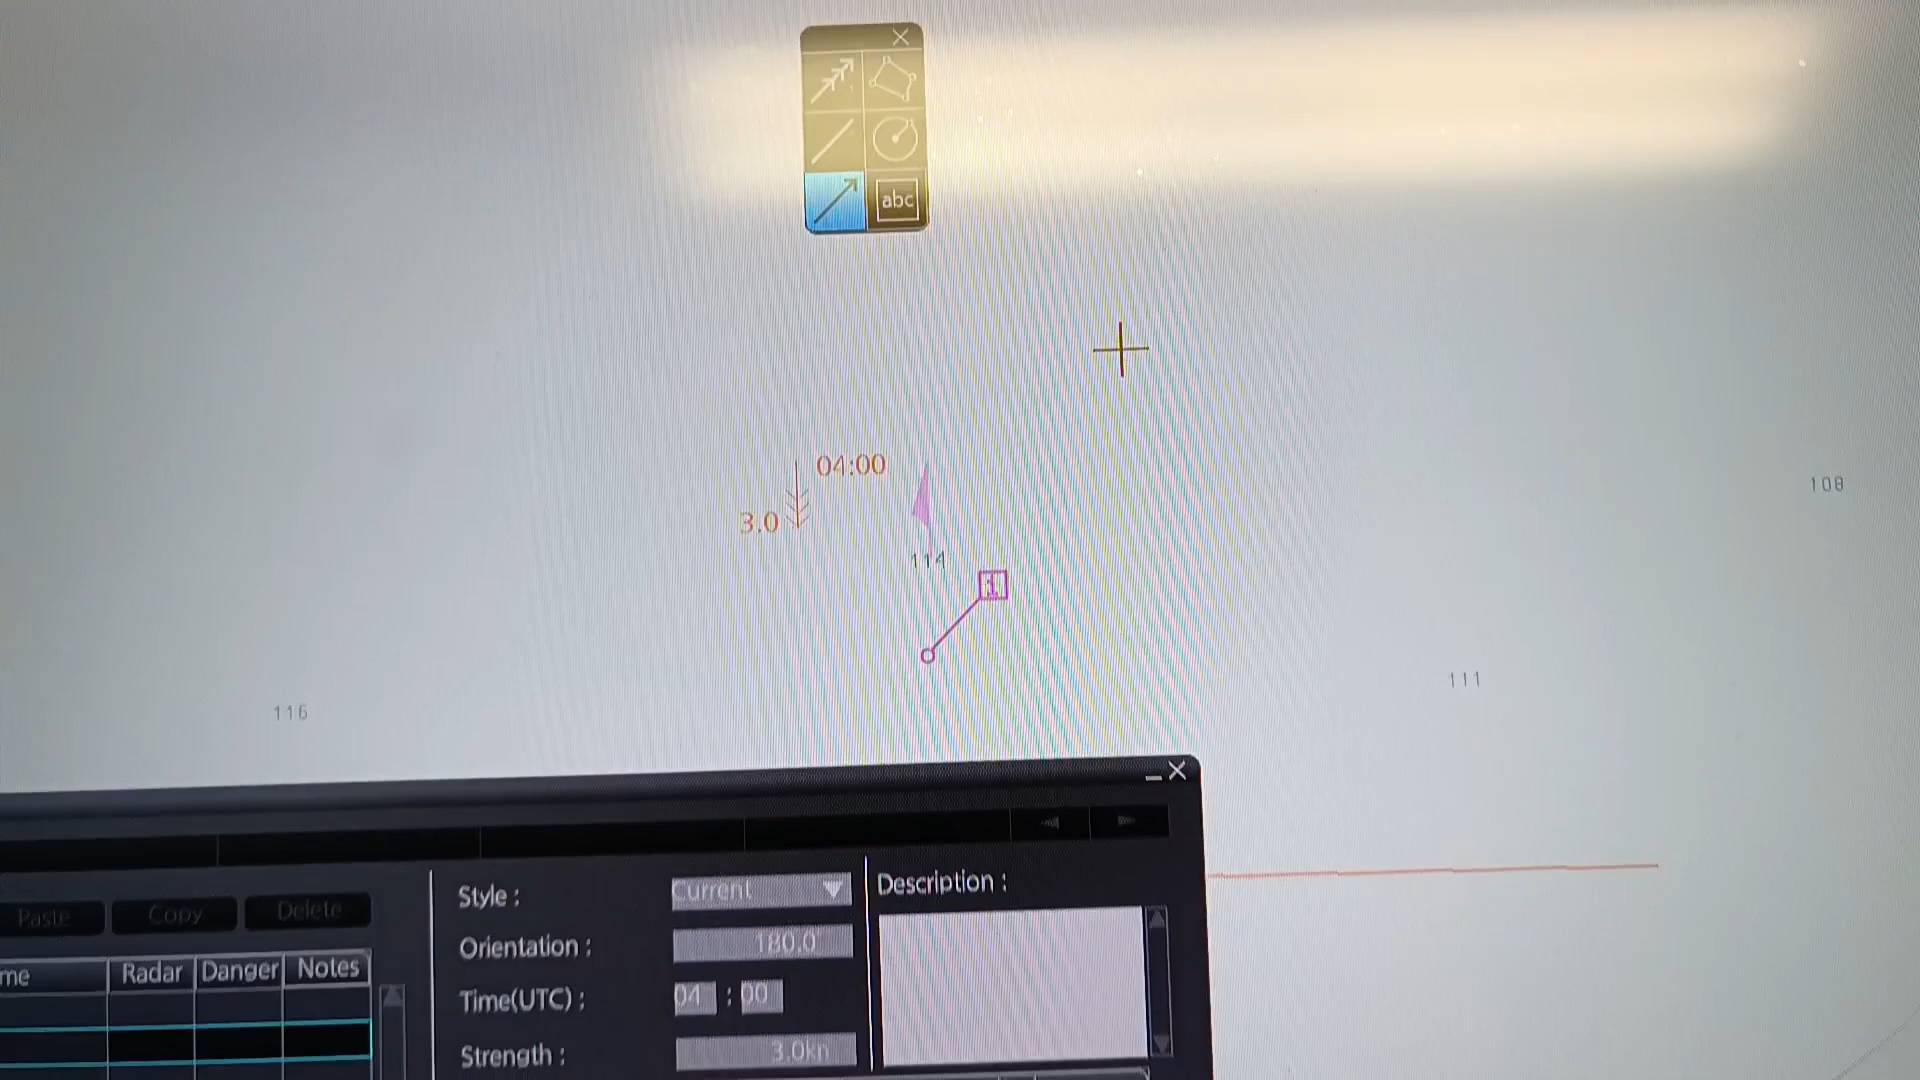 abc
04:00
3.0
108
114
1
111
116
Style :
Current
Description :
Paste
Copy
Delete
Orientation :
180.0°
me
Radar
Danger
Notes
Time(UTC) :
04 : 00
Strength :
3.0kn